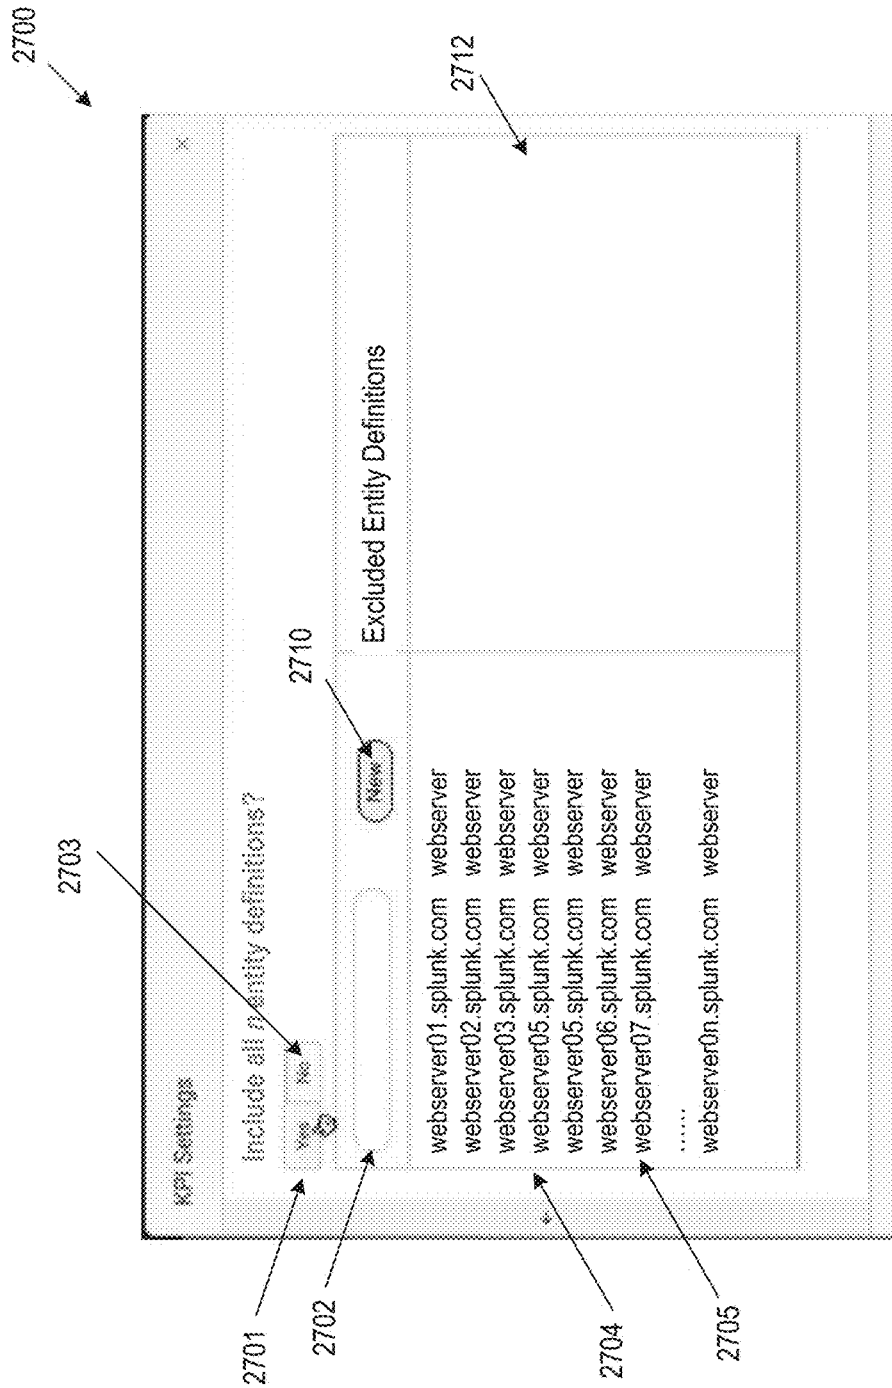 2700
KPI Settings
x
Include all n entity definitions?
2703
2701
Yes
No
2710
2702
New
Excluded Entity Definitions
2712
webserver01.splunk.com webserver
webserver02.splunk.com webserver
webserver03.splunk.com webserver
2704
webserver05.splunk.com webserver
webserver05.splunk.com webserver
webserver06.splunk.com webserver
2705
webserver07.splunk.com webserver
......
webserver0n.splunk.com webserver